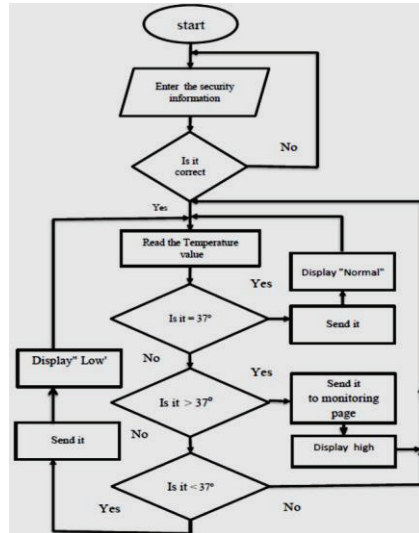 start
Enter the security
information
No
Is it
correct
Yes
Read the Temperature
value
Yes
Display "Normal"
Is it = 37°
Send it
No
Display" Low'
Yes
Send it
to monitoring
page
Is it > 37°
No
Send it
Display high
Is it < 37°
Yes
No